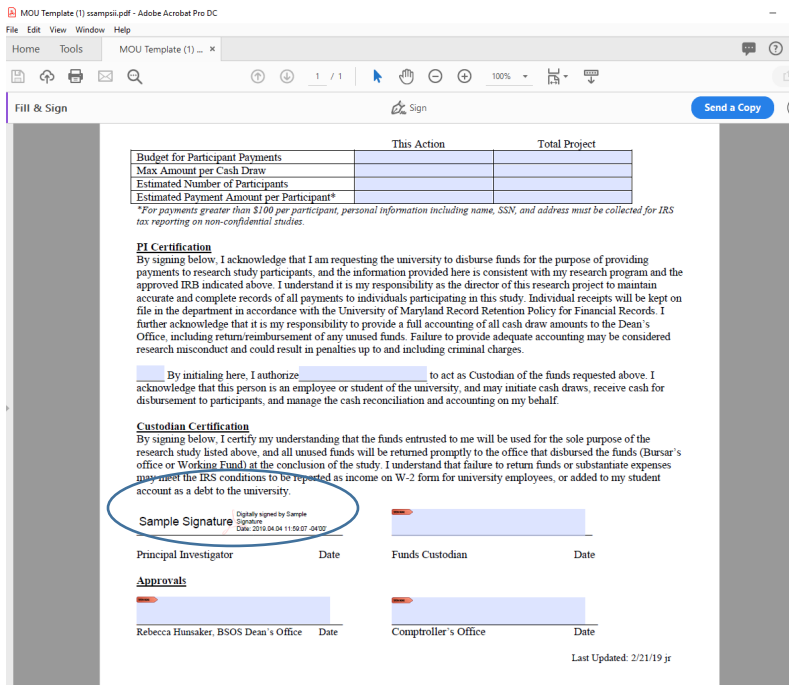 MOU Template (1) ssampsii.pdf - Adobe Acrobat Pro DC
File Edit View Window Help
Home Tools MOU Template (1) ... ×
1 / 1 100%
Fill & Sign Sign Send a Copy
This Action Total Project
Budget for Participant Payments
Max Amount per Cash Draw
Estimated Number of Participants
Estimated Payment Amount per Participant*
*For payments greater than $100 per participant, personal information including name, SSN, and address must be collected for IRS
tax reporting on non-confidential studies.
PI Certification
By signing below, I acknowledge that I am requesting the university to disburse funds for the purpose of providing
payments to research study participants, and the information provided here is consistent with my research program and the
approved IRB indicated above. I understand it is my responsibility as the director of this research project to maintain
accurate and complete records of all payments to individuals participating in this study. Individual receipts will be kept on
file in the department in accordance with the University of Maryland Record Retention Policy for Financial Records. I
further acknowledge that it is my responsibility to provide a full accounting of all cash draw amounts to the Dean's
Office, including return/reimbursement of any unused funds. Failure to provide adequate accounting may be considered
research misconduct and could result in penalties up to and including criminal charges.
By initialing here, I authorize to act as Custodian of the funds requested above. I
acknowledge that this person is an employee or student of the university, and may initiate cash draws, receive cash for
disbursement to participants, and manage the cash reconciliation and accounting on my behalf.
Custodian Certification
By signing below, I certify my understanding that the funds entrusted to me will be used for the sole purpose of the
research study listed above, and all unused funds will be returned promptly to the office that disbursed the funds (Bursar's
office or Working Fund) at the conclusion of the study. I understand that failure to return funds or substantiate expenses
may meet the IRS conditions to be reported as income on W-2 form for university employees, or added to my student
account as a debt to the university.
Sample Signature
Digitally signed by Sample
Signature
Date: 2019.04.04 11:59:07 -04'00'
Principal Investigator Date Funds Custodian Date
Approvals
Rebecca Hunsaker, BSOS Dean's Office Date Comptroller's Office Date
Last Updated: 2/21/19 jr